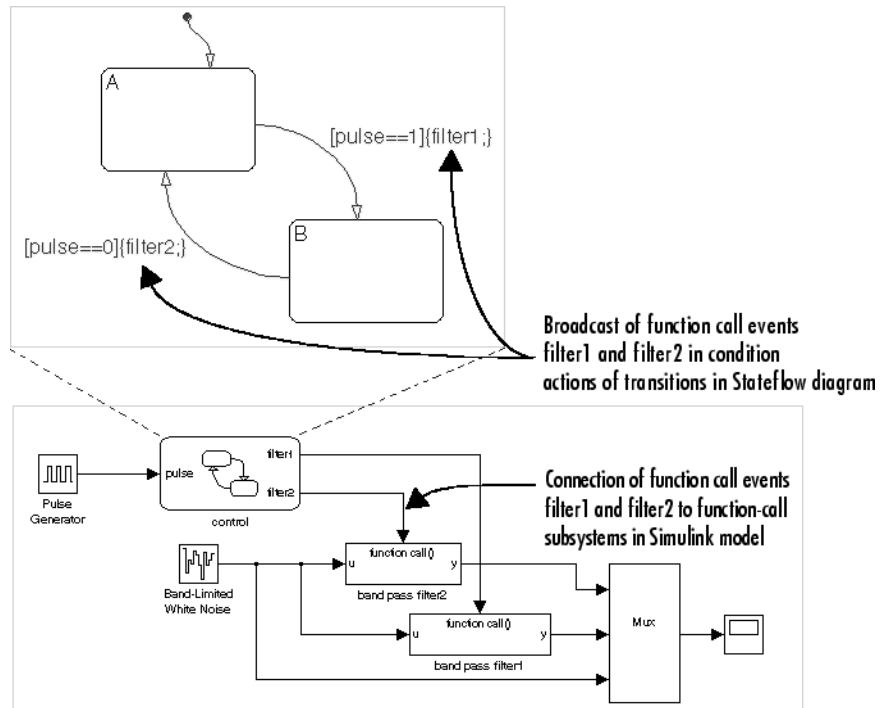 A
[pulse==1]{filter1;}
B
[pulse==0]{filter2;}
Broadcast of function call events
filter1 and filter2 in condition
actions of transitions in Stateflow diagram
pulse
filter1
filter2
Pulse
Generator
control
Connection of function call events
filter1 and filter2 to function-call
subsystems in Simulink model
function call()
u
y
band pass filter2
Band-Limited
White Noise
function call()
u
y
band pass filter1
Mux